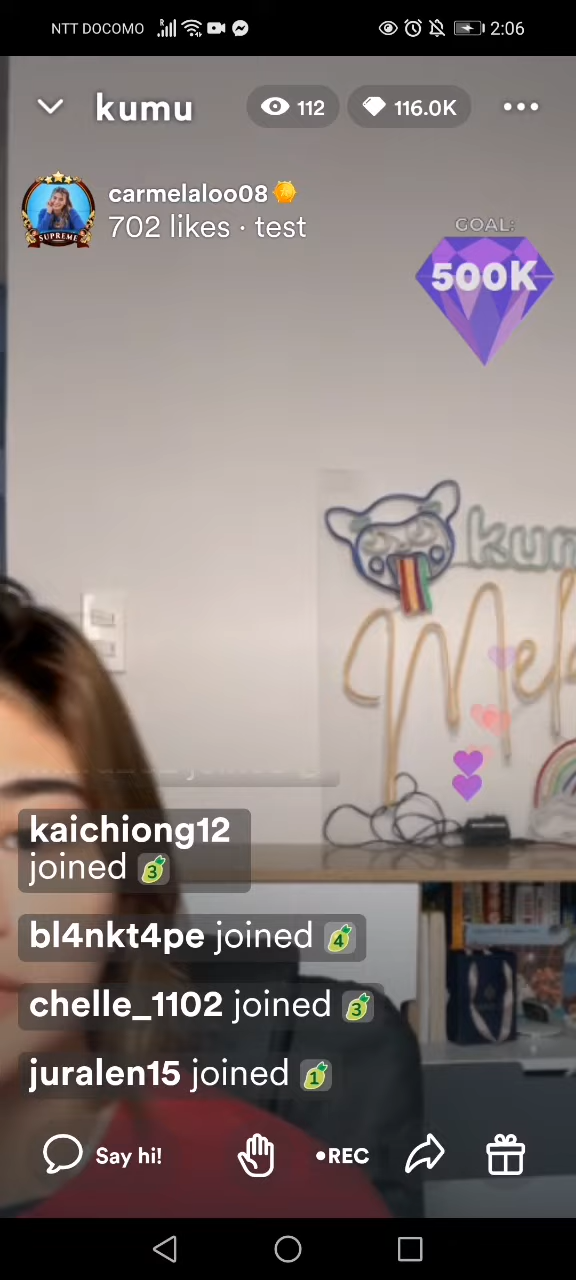 NTT DOCOMO 2:06
kumu 112 116.0K
carmelaloo08
702 likes · test
SUPREME
GOAL:
500K
kaichiong12
joined 3
bl4nkt4pe joined 4
chelle_1102 joined 3
juralen15 joined 1
Say hi! •REC